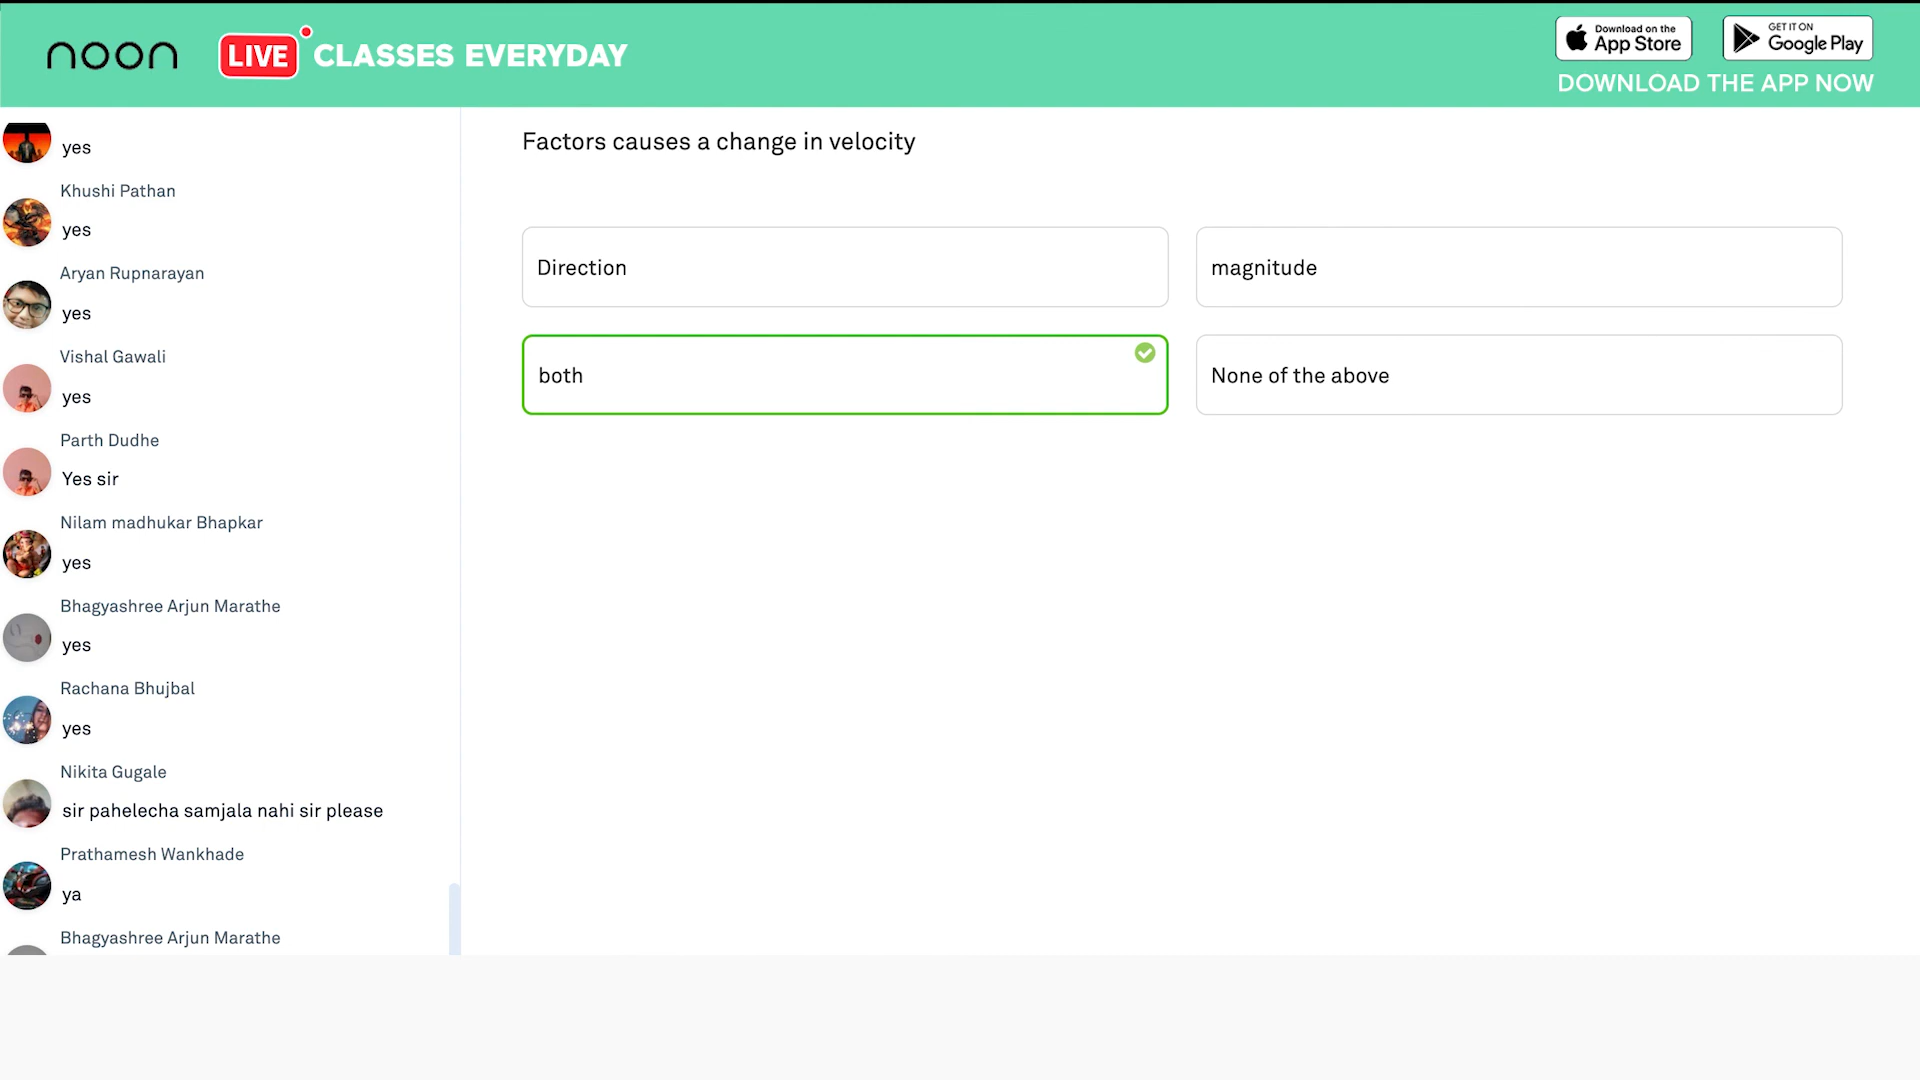 noon
LIVE CLASSES EVERYDAY
Download on the
App Store
GET IT ON
Google Play
DOWNLOAD THE APP NOW
yes
Khushi Pathan
yes
Aryan Rupnarayan
yes
Vishal Gawali
yes
Parth Dudhe
Yes sir
Nilam madhukar Bhapkar
yes
Bhagyashree Arjun Marathe
yes
Rachana Bhujbal
yes
Nikita Gugale
sir pahelecha samjala nahi sir please
Prathamesh Wankhade
ya
Bhagyashree Arjun Marathe
Factors causes a change in velocity
Direction
magnitude
both
None of the above